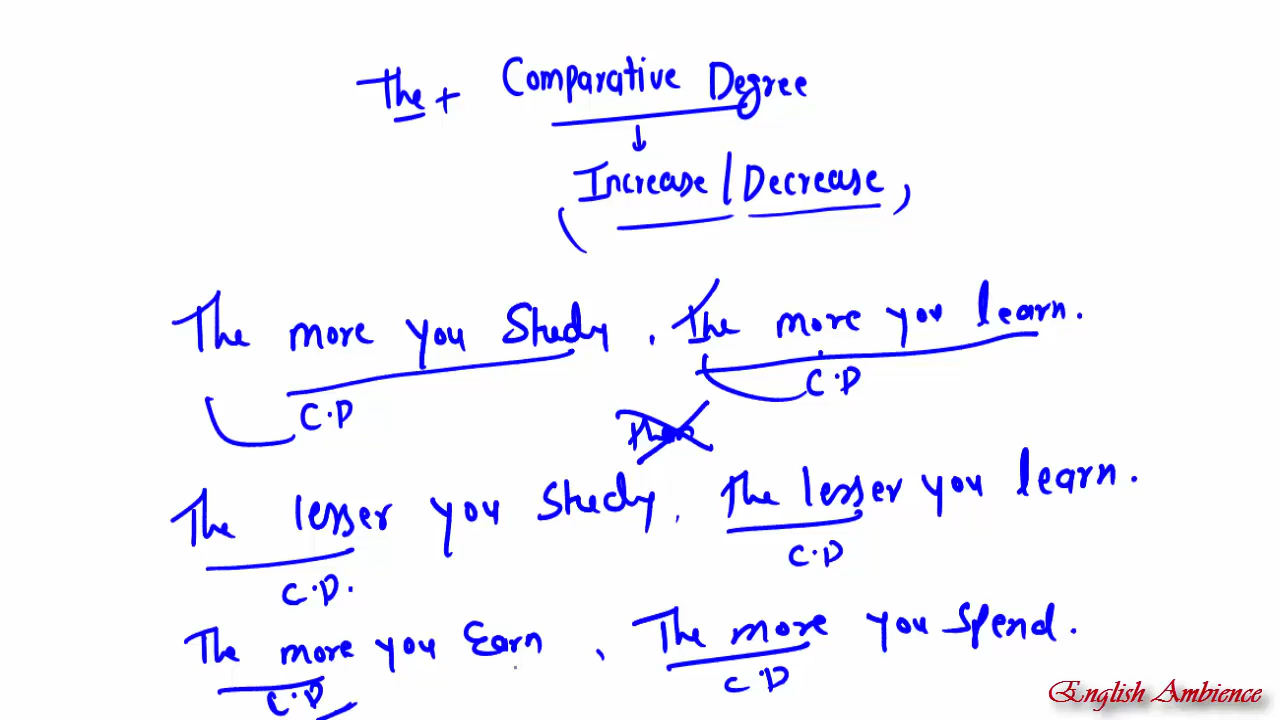 The + Comparative Degree
Increase / Decrease,
The more you Study, The more you learn.
C.D
C.D
then
The lesser you Study, The lesser you learn.
C.D
C.D.
The more you Earn, The more you Spend.
C.D
C.D
English Ambience